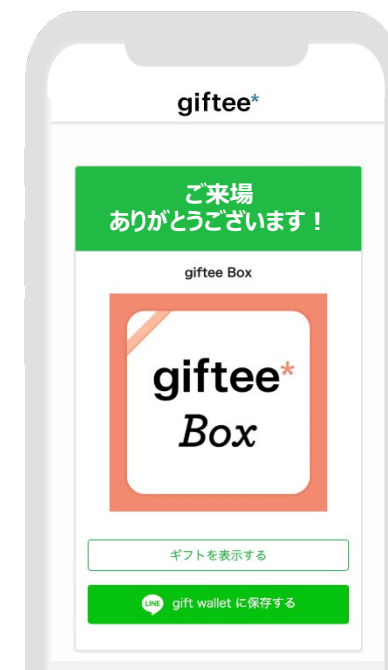 giftee*
ご来場
ありがとうございます！
giftee Box
giftee*
Box
ギフトを表示する
LINE gift wallet に保存する